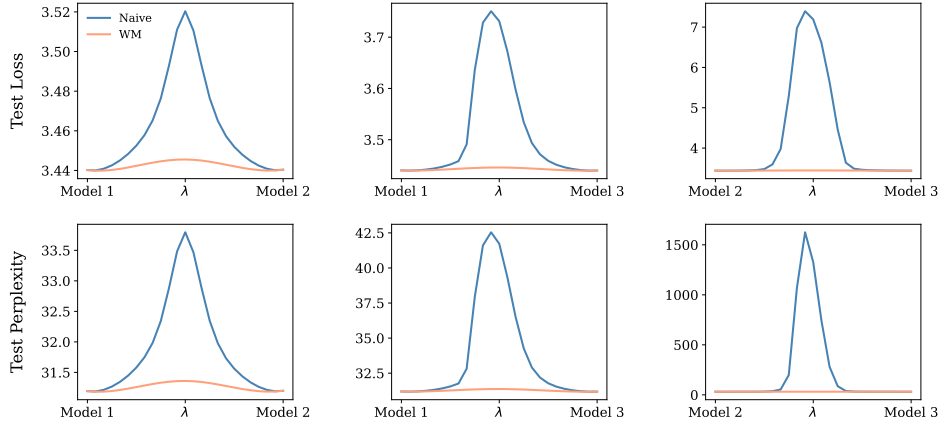 Test Loss
3.52
3.50
3.48
3.46
3.44
Naive
WM
Model 1 λ Model 2
3.7
3.6
3.5
Model 1 λ Model 3
7
6
5
4
Model 2 λ Model 3
Test Perplexity
33.5
33.0
32.5
32.0
31.5
Model 1 λ Model 2
42.5
40.0
37.5
35.0
32.5
Model 1 λ Model 3
1500
1000
500
0
Model 2 λ Model 3